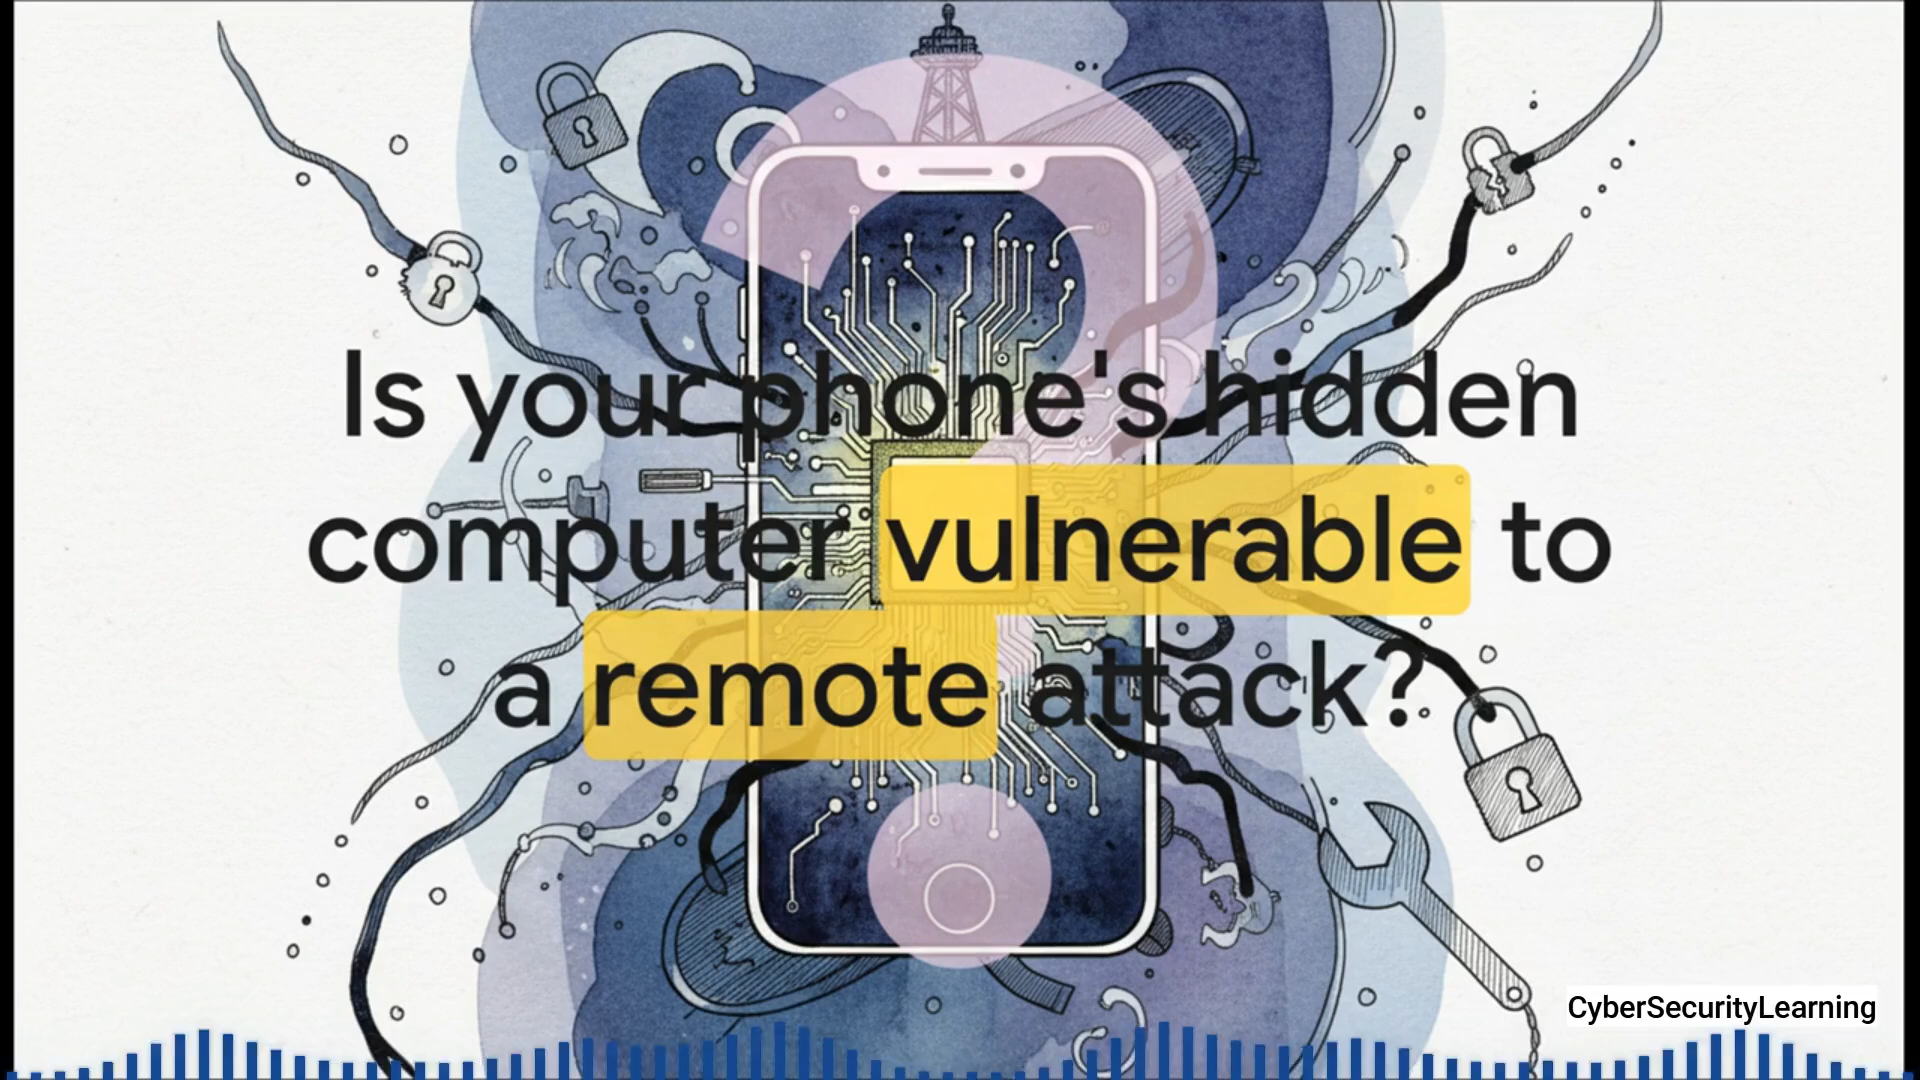 Is your phone's hidden
computer vulnerable to
a remote attack?
CyberSecurityLearning